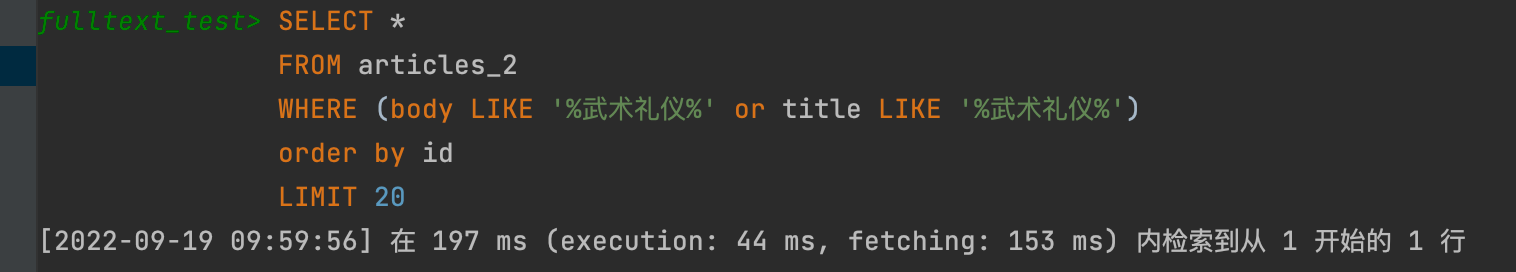 fulltext_test> SELECT *
FROM articles_2
WHERE (body LIKE '%武术礼仪%' or title LIKE '%武术礼仪%')
order by id
LIMIT 20
[2022-09-19 09:59:56] 在 197 ms (execution: 44 ms, fetching: 153 ms) 内检索到从 1 开始的 1 行